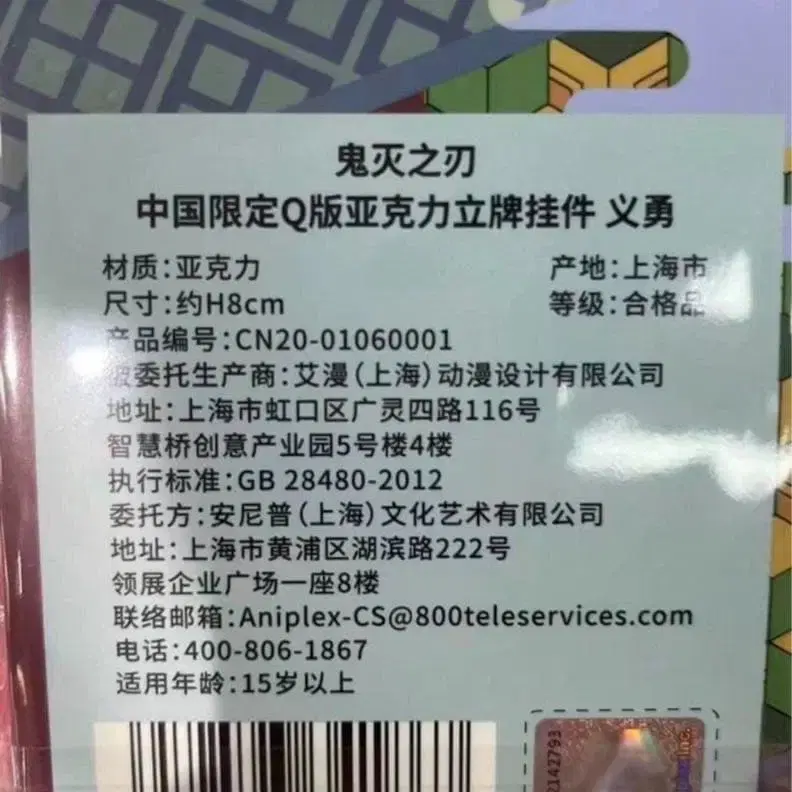 鬼灭之刃
中国限定Q版亚克力立牌挂件 义勇
材质:亚克力 产地:上海市
尺寸:约H8cm 等级:合格品
产品编号:CN20-01060001
被委托生产商:艾漫(上海)动漫设计有限公司
地址:上海市虹口区广灵四路116号
智慧桥创意产业园5号楼4楼
执行标准:GB 28480-2012
委托方:安尼普(上海)文化艺术有限公司
地址:上海市黄浦区湖滨路222号
领展企业广场一座8楼
联络邮箱:Aniplex-CS@800teleservices.com
电话:400-806-1867
适用年龄:15岁以上
2142793
Inc.